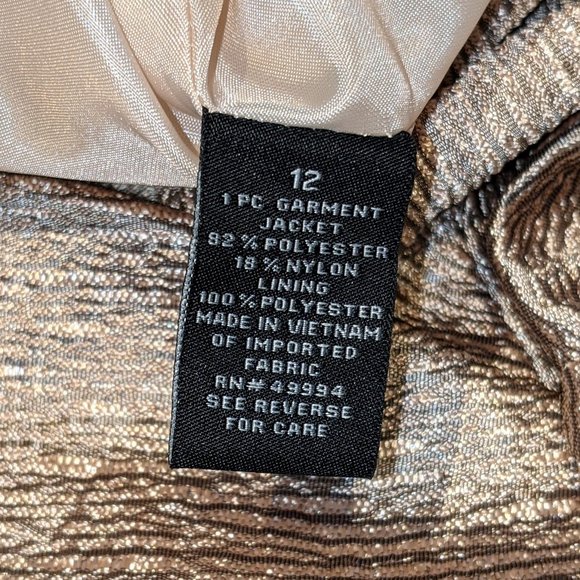 12
1 PC GARMENT
JACKET
82 % POLYESTER
18 % NYLON
LINING
100 % POLYESTER
MADE IN VIETNAM
OF IMPORTED
FABRIC
RN# 49994
SEE REVERSE
FOR CARE